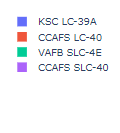 KSC LC-39A
CCAFS LC-40
VAFB SLC-4E
CCAFS SLC-40